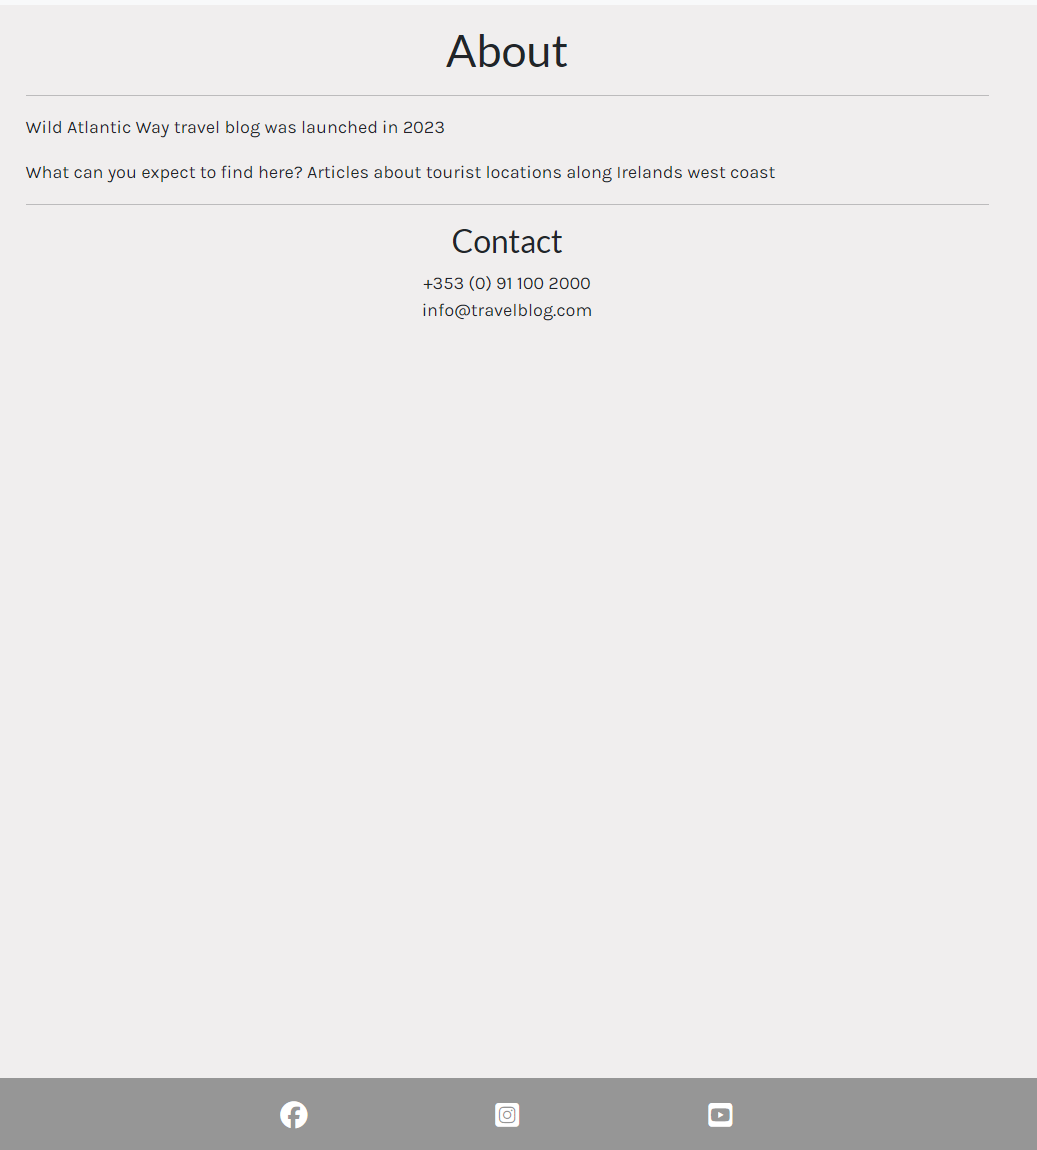 About
Wild Atlantic Way travel blog was launched in 2023
What can you expect to find here? Articles about tourist locations along Irelands west coast
Contact
+353 (0) 91 100 2000
info@travelblog.com